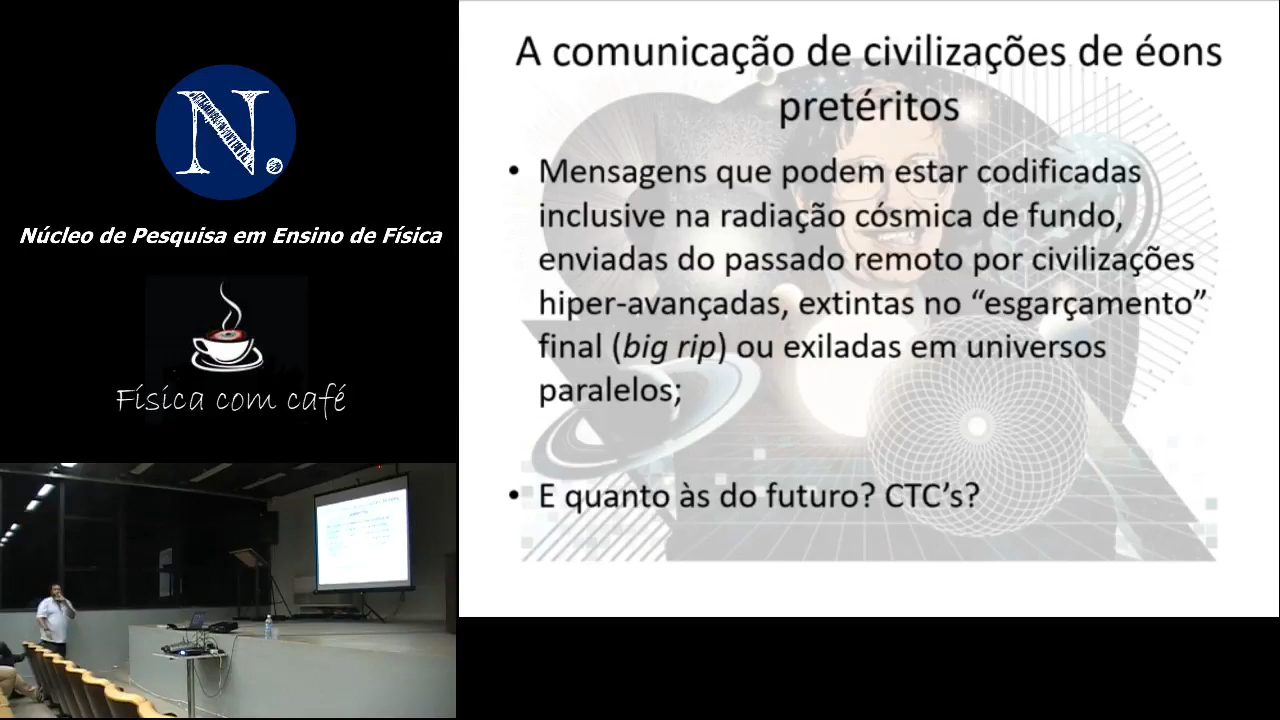 N.
Núcleo de Pesquisa em Ensino de Física
Física com café
A comunicação de civilizações de éons
pretéritos
• Mensagens que podem estar codificadas
inclusive na radiação cósmica de fundo,
enviadas do passado remoto por civilizações
hiper-avançadas, extintas no “esgarçamento”
final (big rip) ou exiladas em universos
paralelos;
• E quanto às do futuro? CTC’s?